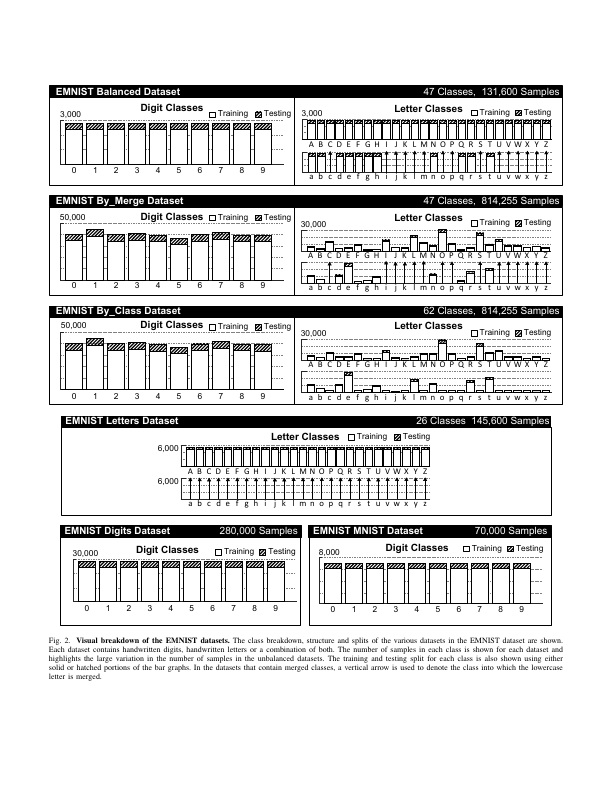 EMNIST Balanced Dataset 47 Classes, 131,600 Samples
Digit Classes Training Testing
3,000
0 1 2 3 4 5 6 7 8 9
Letter Classes Training Testing
3,000
A B C D E F G H I J K L M N O P Q R S T U V W X Y Z
a b c d e f g h i j k l m n o p q r s t u v w x y z
EMNIST By_Merge Dataset 47 Classes, 814,255 Samples
Digit Classes Training Testing
50,000
0 1 2 3 4 5 6 7 8 9
Letter Classes Training Testing
30,000
A B C D E F G H I J K L M N O P Q R S T U V W X Y Z
a b c d e f g h i j k l m n o p q r s t u v w x y z
EMNIST By_Class Dataset 62 Classes, 814,255 Samples
Digit Classes Training Testing
50,000
0 1 2 3 4 5 6 7 8 9
Letter Classes Training Testing
30,000
A B C D E F G H I J K L M N O P Q R S T U V W X Y Z
a b c d e f g h i j k l m n o p q r s t u v w x y z
EMNIST Letters Dataset 26 Classes 145,600 Samples
Letter Classes Training Testing
6,000
A B C D E F G H I J K L M N O P Q R S T U V W X Y Z
6,000
a b c d e f g h i j k l m n o p q r s t u v w x y z
EMNIST Digits Dataset 280,000 Samples
Digit Classes Training Testing
30,000
0 1 2 3 4 5 6 7 8 9
EMNIST MNIST Dataset 70,000 Samples
Digit Classes Training Testing
8,000
0 1 2 3 4 5 6 7 8 9
Fig. 2. Visual breakdown of the EMNIST datasets. The class breakdown, structure and splits of the various datasets in the EMNIST dataset are shown.
Each dataset contains handwritten digits, handwritten letters or a combination of both. The number of samples in each class is shown for each dataset and
highlights the large variation in the number of samples in the unbalanced datasets. The training and testing split for each class is also shown using either
solid or hatched portions of the bar graphs. In the datasets that contain merged classes, a vertical arrow is used to denote the class into which the lowercase
letter is merged.